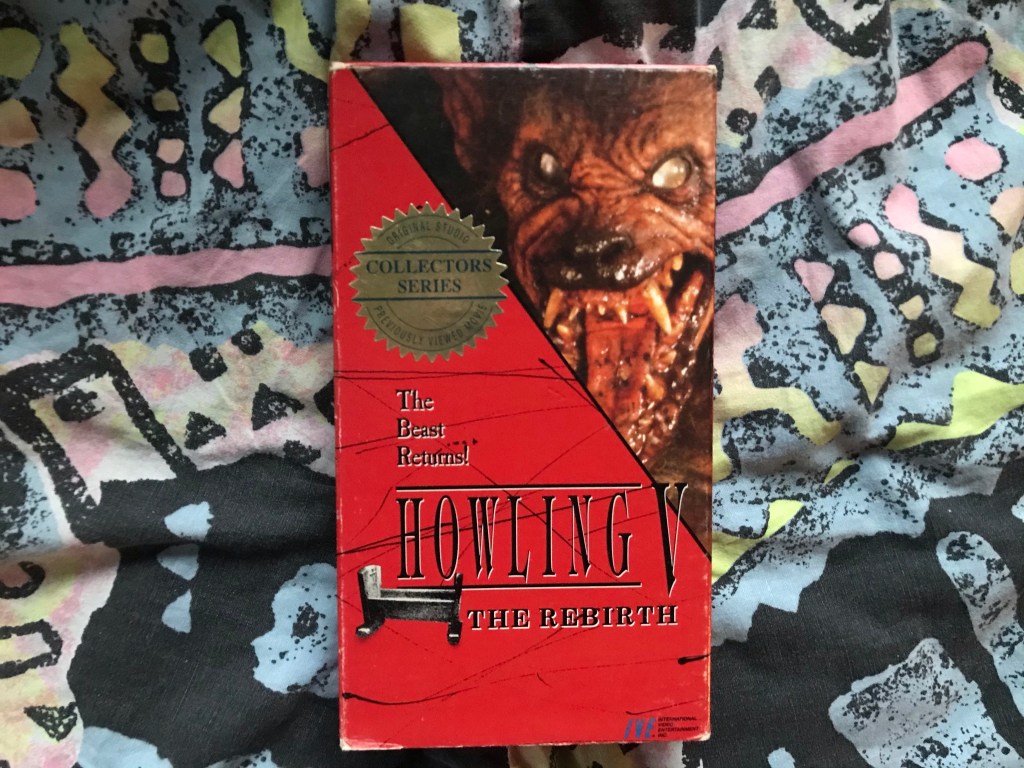 ORIGINAL STUDIO
COLLECTORS
SERIES
PREVIOUSLY VIEWED MOVIE
The
Beast
Returns!
HOWLING V
THE REBIRTH
IVE
INTERNATIONAL
VIDEO
ENTERTAINMENT
INC.